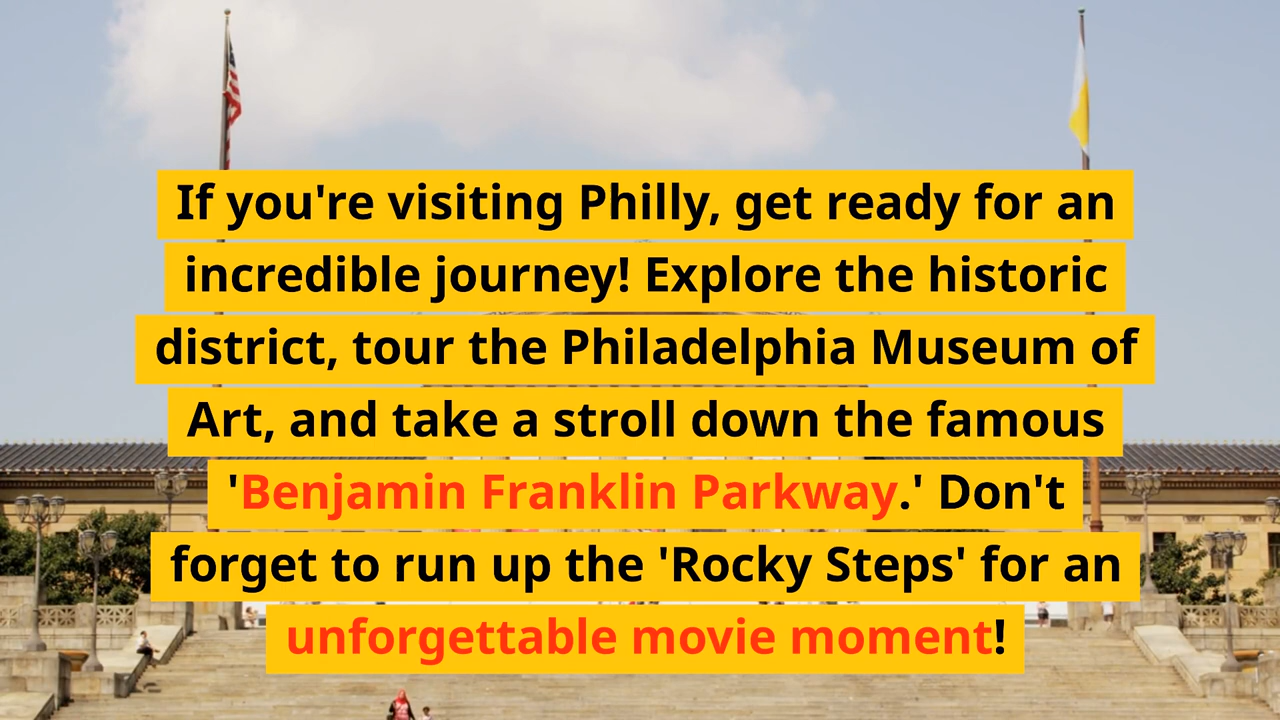 If you're visiting Philly, get ready for an
incredible journey! Explore the historic
district, tour the Philadelphia Museum of
Art, and take a stroll down the famous
'Benjamin Franklin Parkway.' Don't
forget to run up the 'Rocky Steps' for an
unforgettable movie moment!